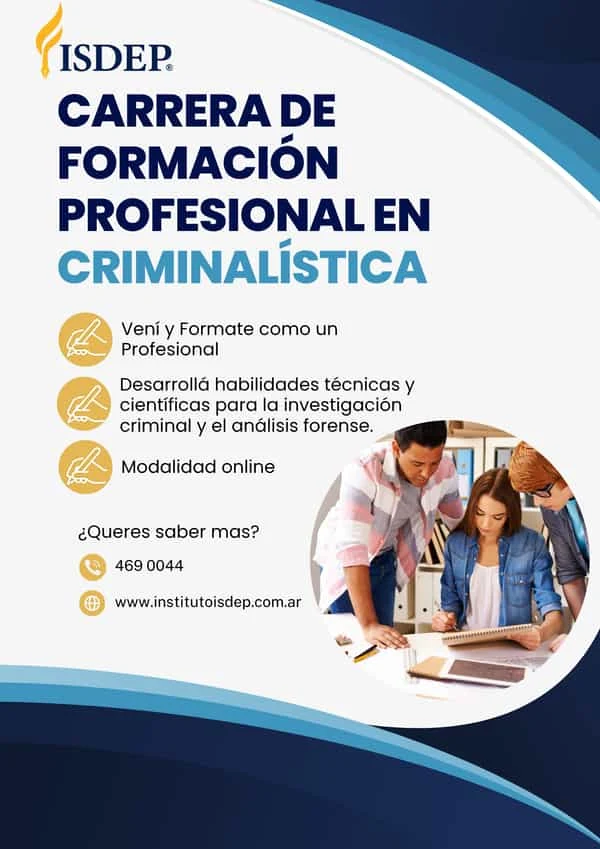 ISDEP®
CARRERA DE
FORMACIÓN
PROFESIONAL EN
CRIMINALÍSTICA
Vení y Formate como un
Profesional
Desarrollá habilidades técnicas y
científicas para la investigación
criminal y el análisis forense.
Modalidad online
¿Queres saber mas?
469 0044
www.institutoisdep.com.ar